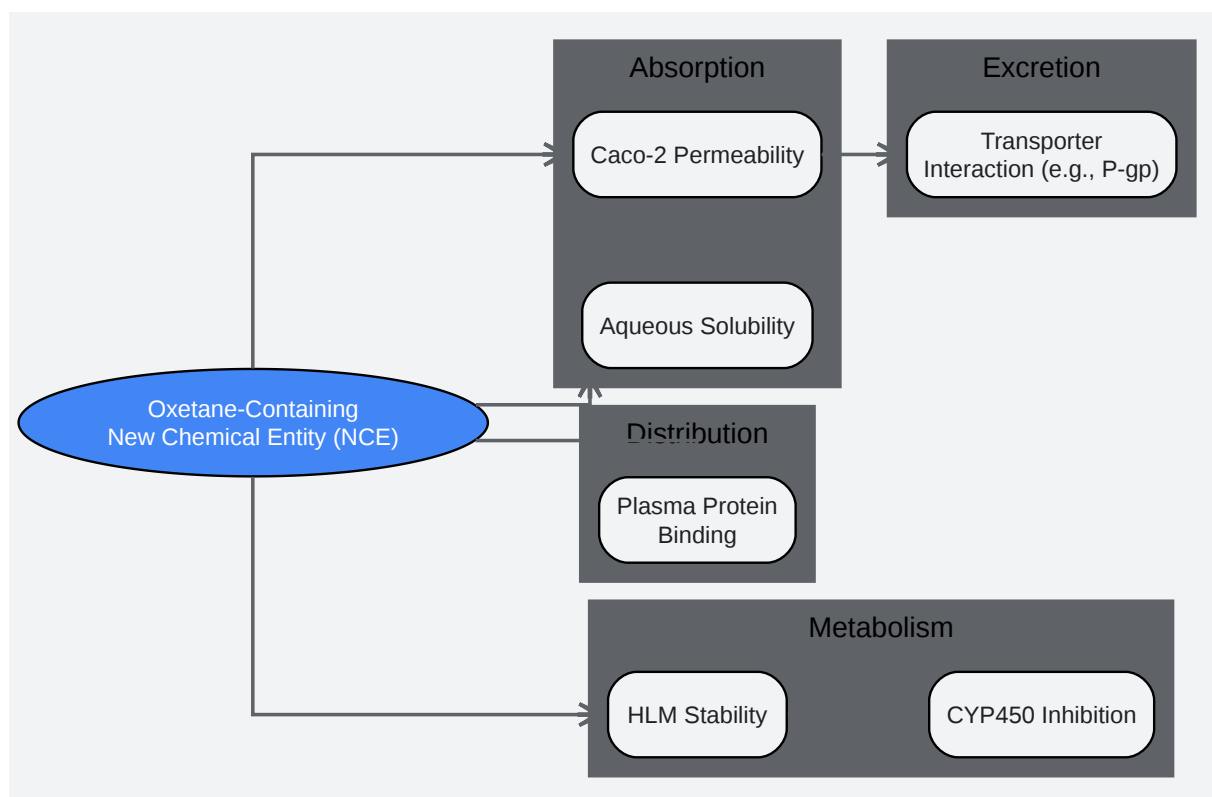 Absorption
Excretion
Caco-2 Permeability
Transporter
Interaction (e.g., P-gp)
Aqueous Solubility
Oxetane-Containing
New Chemical Entity (NCE)
Distribution
Plasma Protein
Binding
Metabolism
HLM Stability
CYP450 Inhibition